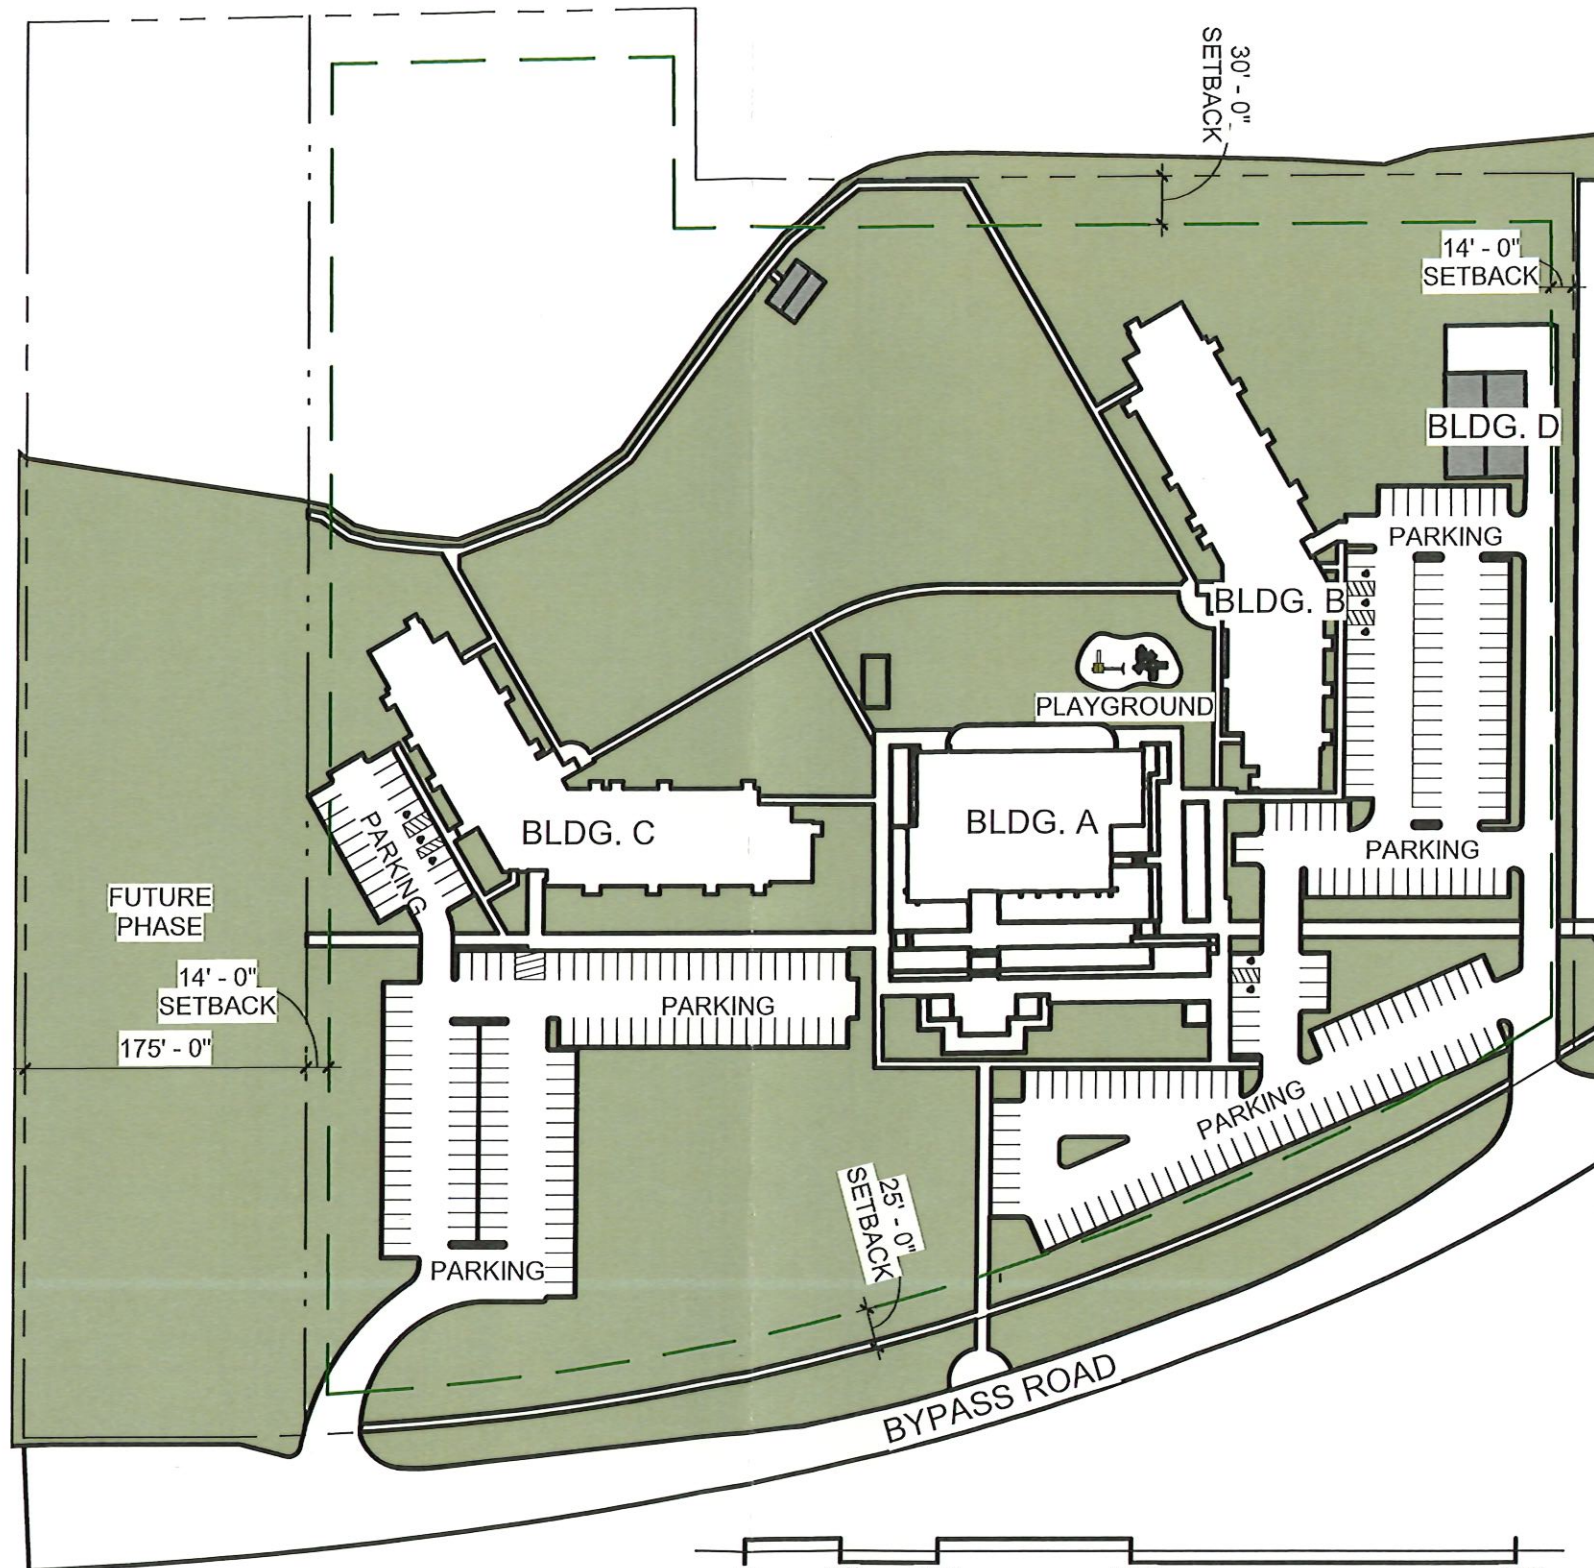 30' - 0"
SETBACK
14' - 0"
SETBACK
BLDG. D
PARKING
BLDG. B
PLAYGROUND
BLDG. A
BLDG. C
PARKING
PARKING
FUTURE
PHASE
14' - 0"
SETBACK
175' - 0"
PARKING
PARKING
25' - 0"
SETBACK
PARKING
BYPASS ROAD